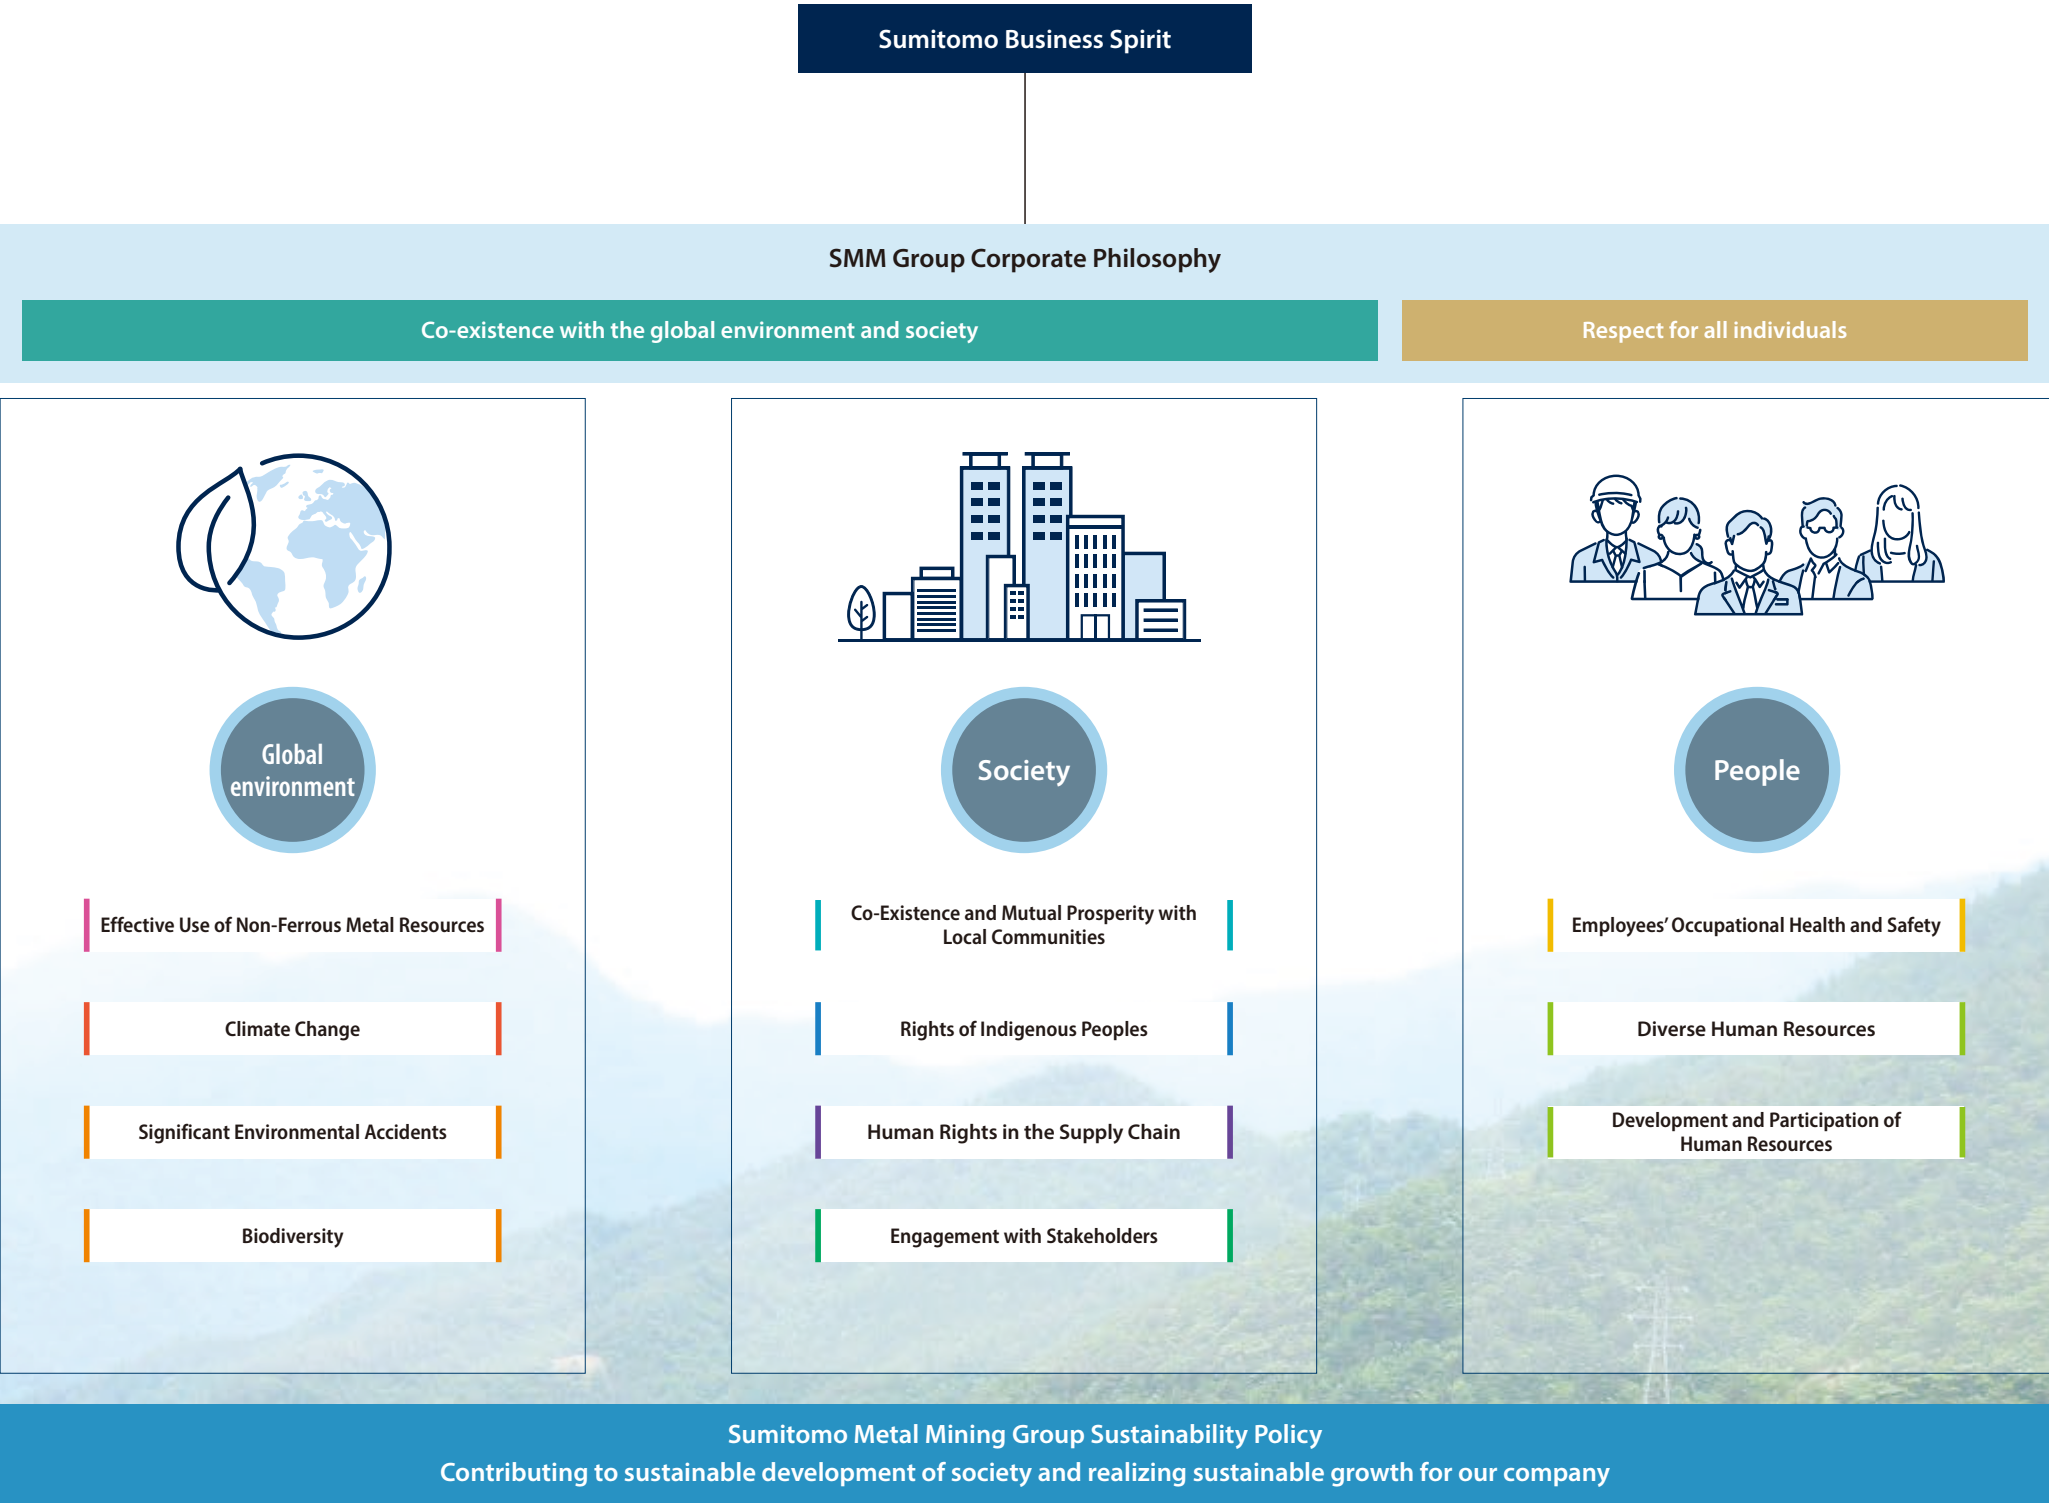 Sumitomo Business Spirit
SMM Group Corporate Philosophy
Co-existence with the global environment and society
Respect for all individuals
Global
environment
Effective Use of Non-Ferrous Metal Resources
Climate Change
Significant Environmental Accidents
Biodiversity
Society
Co-Existence and Mutual Prosperity with
Local Communities
Rights of Indigenous Peoples
Human Rights in the Supply Chain
Engagement with Stakeholders
People
Employees’ Occupational Health and Safety
Diverse Human Resources
Development and Participation of
Human Resources
Sumitomo Metal Mining Group Sustainability Policy
Contributing to sustainable development of society and realizing sustainable growth for our company